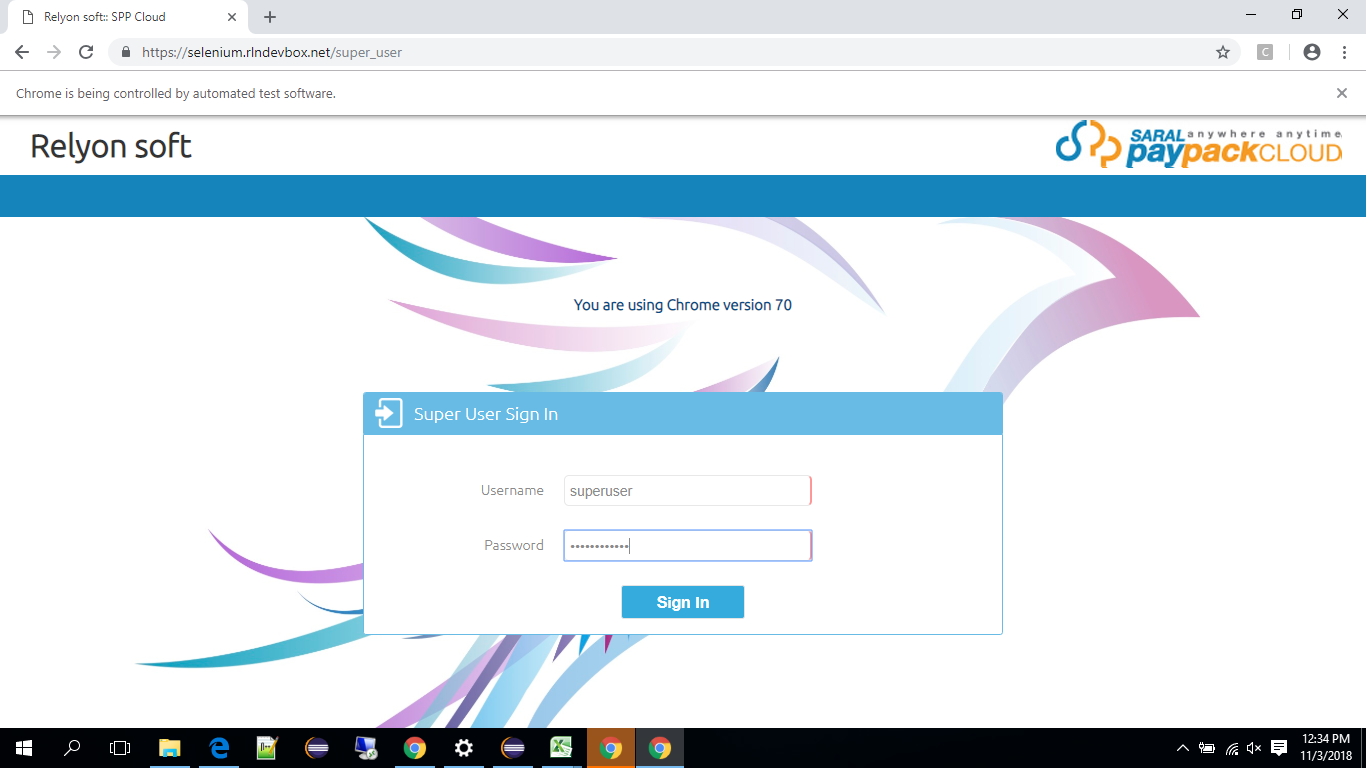 Relyon soft:: SPP Cloud
https://selenium.rlndevbox.net/super_user
C
Chrome is being controlled by automated test software.
Relyon soft
SARAL anywhere anytime
paypackCLOUD
You are using Chrome version 70
Super User Sign In
Username superuser
Password ••••••••••••
Sign In
12:34 PM
11/3/2018